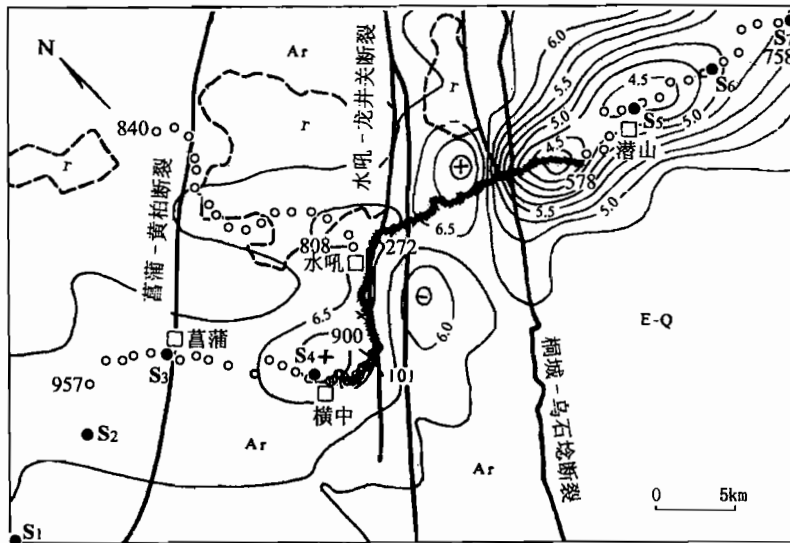 N
Ar
r
r
840
菖蒲－黄柏断裂
水吼－龙井关断裂
6.0
5.5
4.5
5.0
S7
758
S6
S5
潜山
5.0
4.5
578
5.5
5.0
+
6.5
808
水吼
272
−
6.0
E-Q
6.5
900
S4
+
101
横中
菖蒲
S3
957
S2
Ar
Ar
桐城－乌石埝断裂
0 5km
S1